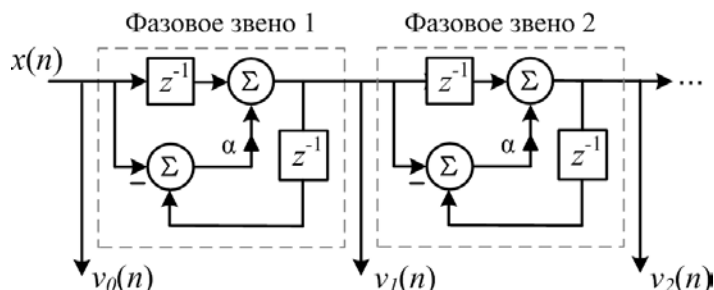 Фазовое звено 1
Фазовое звено 2
x(n)
z⁻¹
Σ
z⁻¹
Σ
...
α
z⁻¹
α
z⁻¹
Σ
Σ
–
–
v₀(n)
v₁(n)
v₂(n)